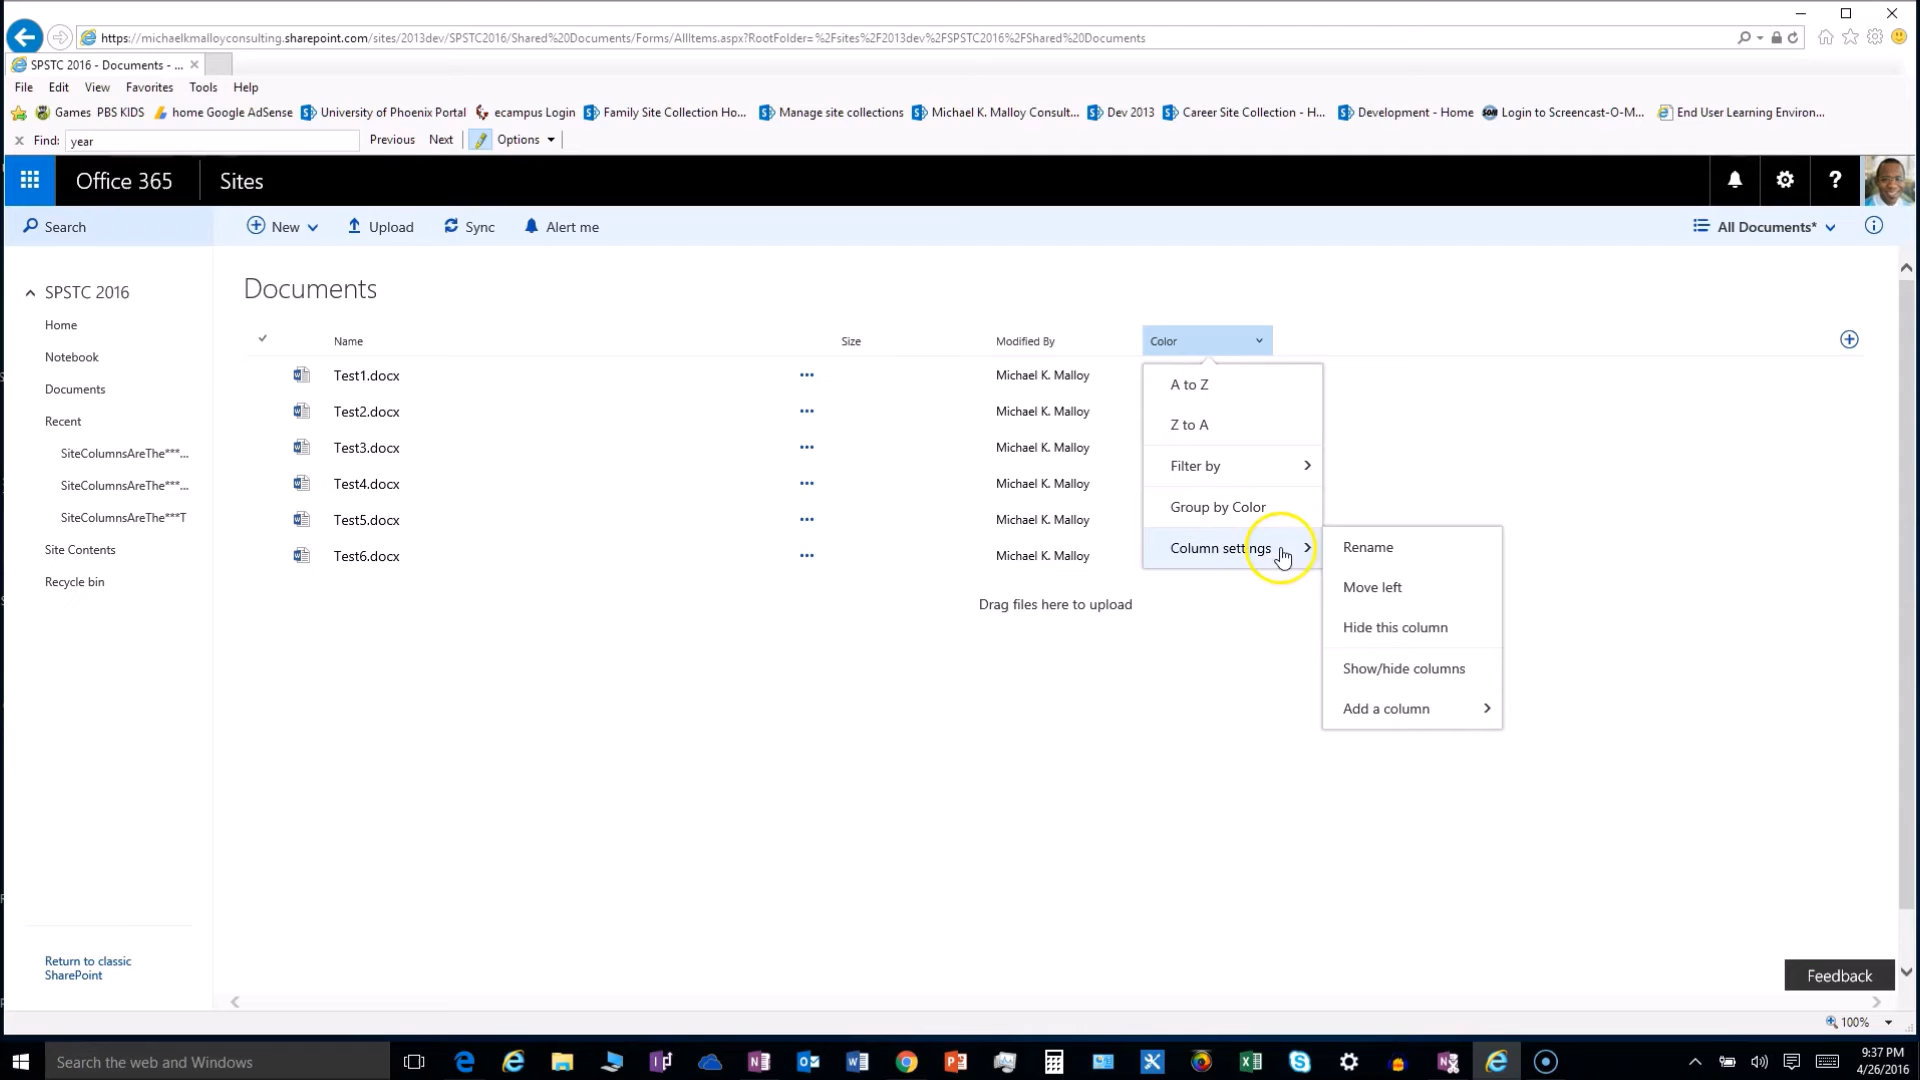 https://michaelkmalloyconsulting.sharepoint.com/sites/2013dev/SPSTC2016/Shared%20Documents/Forms/AllItems.aspx?RootFolder=%2Fsites%2F2013dev%2FSPSTC2016%2FShared%20Documents
SPSTC 2016 - Documents - ...
File Edit View Favorites Tools Help
Games PBS KIDS home Google AdSense University of Phoenix Portal ecampus Login Family Site Collection Ho... Manage site collections Michael K. Malloy Consult... Dev 2013 Career Site Collection - H... Development - Home Login to Screencast-O-M... End User Learning Environ...
Find: year Previous Next Options
Office 365 Sites ?
Search New Upload Sync Alert me All Documents*
Documents
SPSTC 2016
Home
Notebook
Documents
Recent
SiteColumnsAreThe***...
SiteColumnsAreThe***...
SiteColumnsAreThe***T
Site Contents
Recycle bin
Return to classic
SharePoint
Name Size Modified By Color
Test1.docx ... Michael K. Malloy
Test2.docx ... Michael K. Malloy
Test3.docx ... Michael K. Malloy
Test4.docx ... Michael K. Malloy
Test5.docx ... Michael K. Malloy
Test6.docx ... Michael K. Malloy
Drag files here to upload
A to Z
Z to A
Filter by
Group by Color
Column settings
Rename
Move left
Hide this column
Show/hide columns
Add a column
Feedback
100%
Search the web and Windows
9:37 PM
4/26/2016